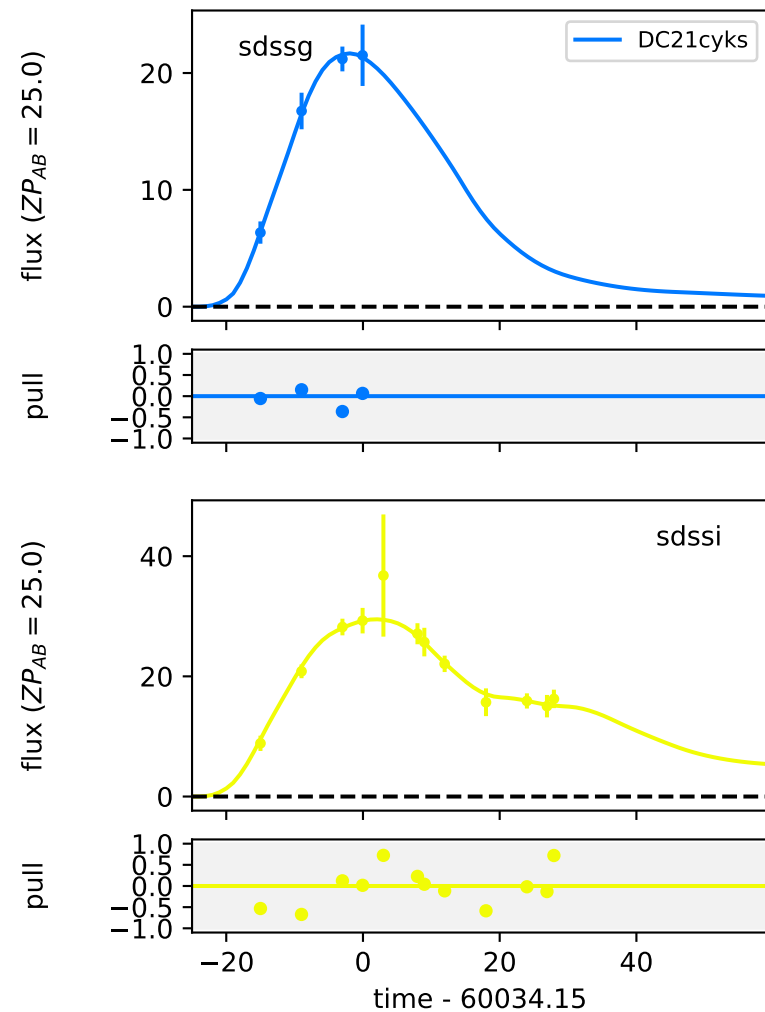 sdssg
DC21cyks
flux (ZP_AB = 25.0)
20
10
0
pull
1.0
0.5
0.0
−0.5
−1.0
sdssi
flux (ZP_AB = 25.0)
40
20
0
pull
1.0
0.5
0.0
−0.5
−1.0
−20 0 20 40
time - 60034.15